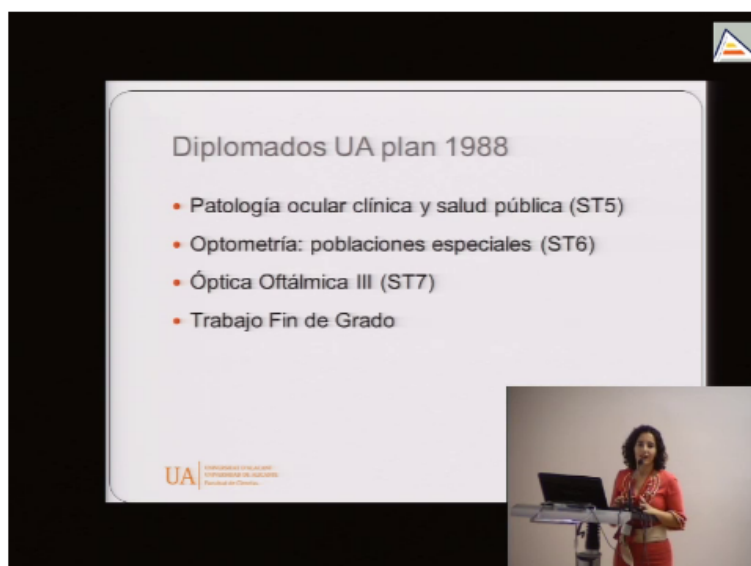 Diplomados UA plan 1988
• Patología ocular clínica y salud pública (ST5)
• Optometría: poblaciones especiales (ST6)
• Óptica Oftálmica III (ST7)
• Trabajo Fin de Grado
UA